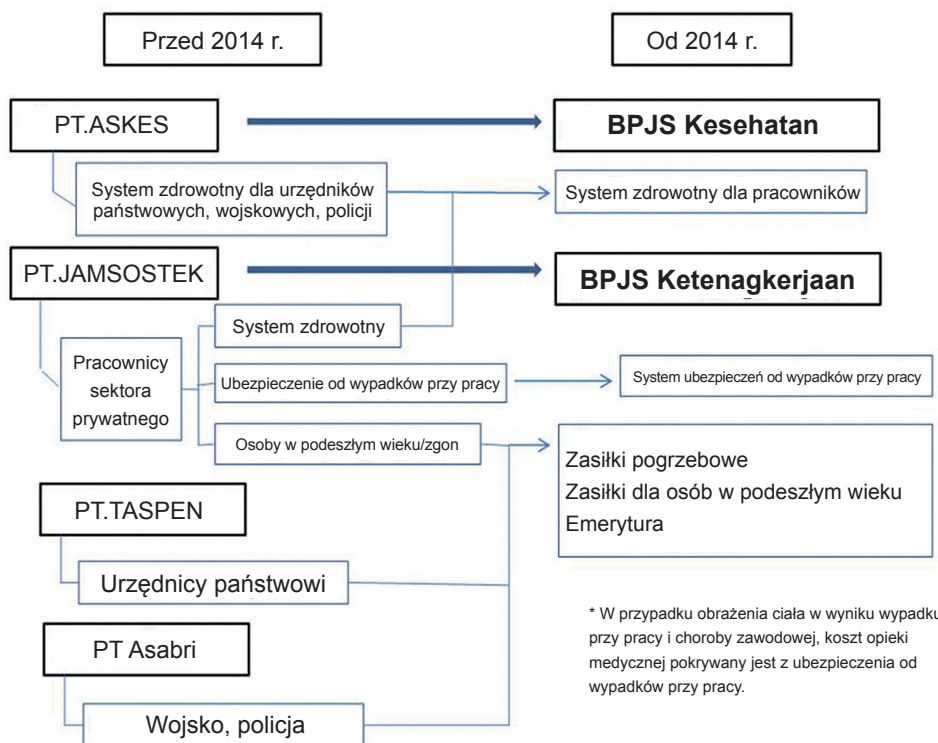 Przed 2014 r.
Od 2014 r.
PT.ASKES
BPJS Kesehatan
System zdrowotny dla urzędników
państwowych, wojskowych, policji
System zdrowotny dla pracowników
PT.JAMSOSTEK
BPJS Ketenagkerjaan
System zdrowotny
Pracownicy
sektora
prywatnego
Ubezpieczenie od wypadków przy pracy
System ubezpieczeń od wypadków przy pracy
Osoby w podeszłym wieku/zgon
Zasiłki pogrzebowe
Zasiłki dla osób w podeszłym wieku
Emerytura
PT.TASPEN
Urzędnicy państwowi
PT Asabri
Wojsko, policja
* W przypadku obrażenia ciała w wyniku wypadku
przy pracy i choroby zawodowej, koszt opieki
medycznej pokrywany jest z ubezpieczenia od
wypadków przy pracy.